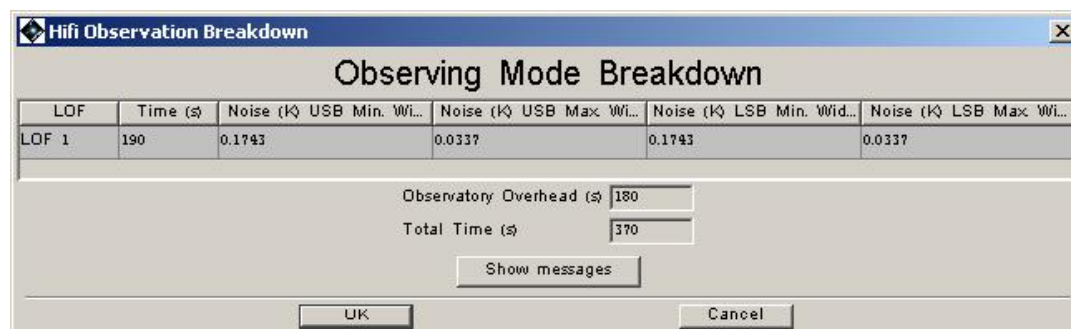 Hifi Observation Breakdown
Observing Mode Breakdown
LOF Time (s) Noise (K) USB Min. Wi... Noise (K) USB Max. Wi... Noise (K) LSB Min. Wid... Noise (K) LSB Max. Wi...
LOF 1 190 0.1743 0.0337 0.1743 0.0337
Observatory Overhead (s) 180
Total Time (s) 370
Show messages
UK Cancel